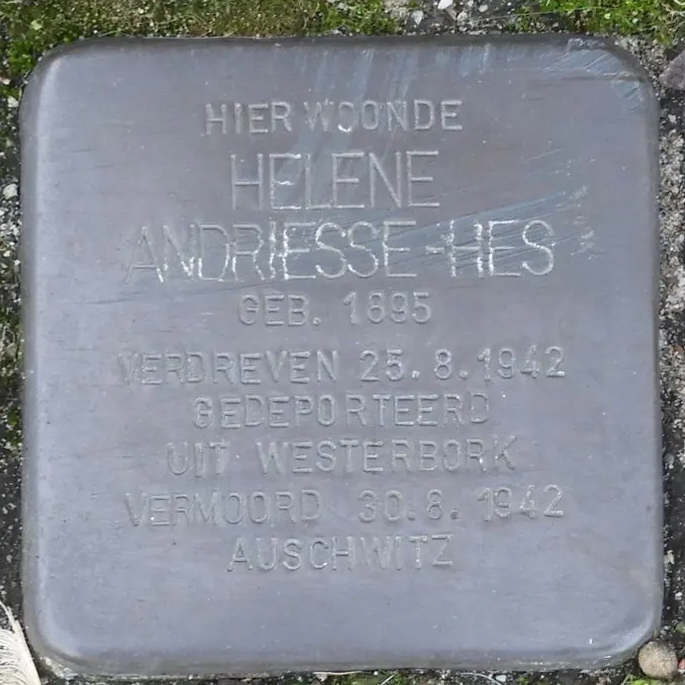 HIER WOONDE
HELENE
ANDRIESSE-HES
GEB. 1895
VERDREVEN 25.8.1942
GEDEPORTEERD
UIT WESTERBORK
VERMOORD 30.8.1942
AUSCHWITZ